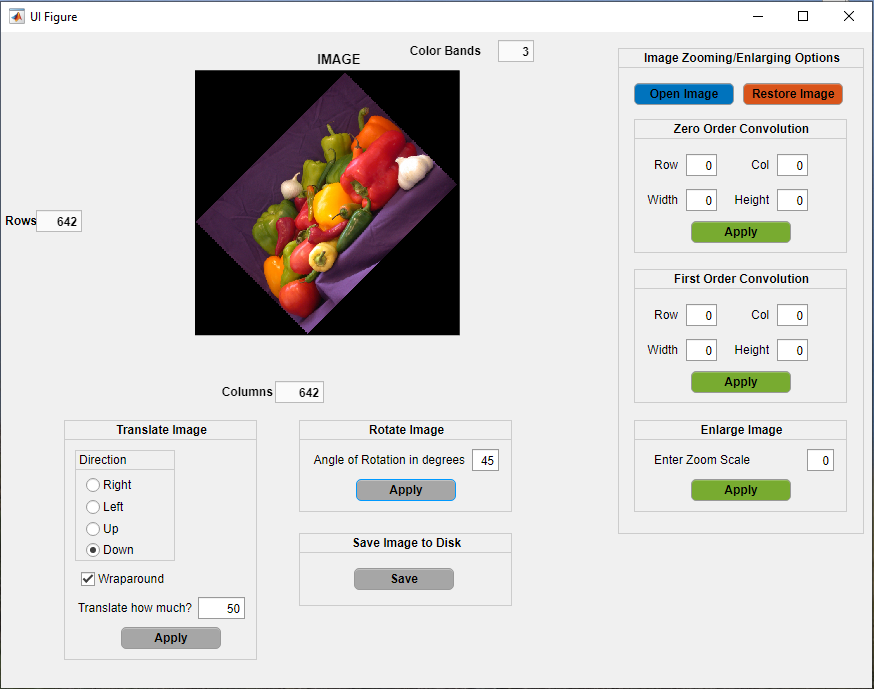 UI Figure
IMAGE
Color Bands 3
Rows 642
Columns 642
Translate Image
Direction
Right
Left
Up
Down
Wraparound
Translate how much? 50
Apply
Rotate Image
Angle of Rotation in degrees 45
Apply
Save Image to Disk
Save
Image Zooming/Enlarging Options
Open Image Restore Image
Zero Order Convolution
Row 0 Col 0
Width 0 Height 0
Apply
First Order Convolution
Row 0 Col 0
Width 0 Height 0
Apply
Enlarge Image
Enter Zoom Scale 0
Apply